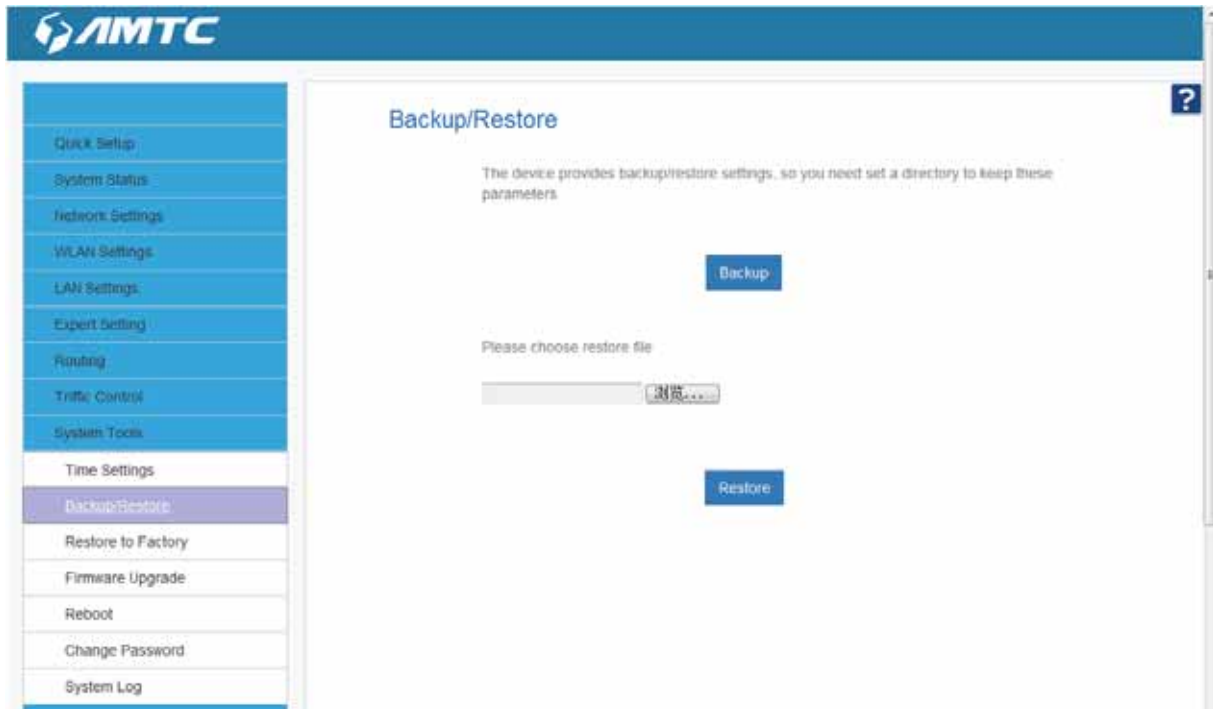 AMTC
?
Backup/Restore
Quick Setup
System Status
Network Settings
WLAN Settings
LAN Settings
Expert Setting
Routing
Traffic Control
System Tools
Time Settings
Backup/Restore
Restore to Factory
Firmware Upgrade
Reboot
Change Password
System Log
The device provides backup/restore settings, so you need set a directory to keep these
parameters
Backup
Please choose restore file
浏览...
Restore